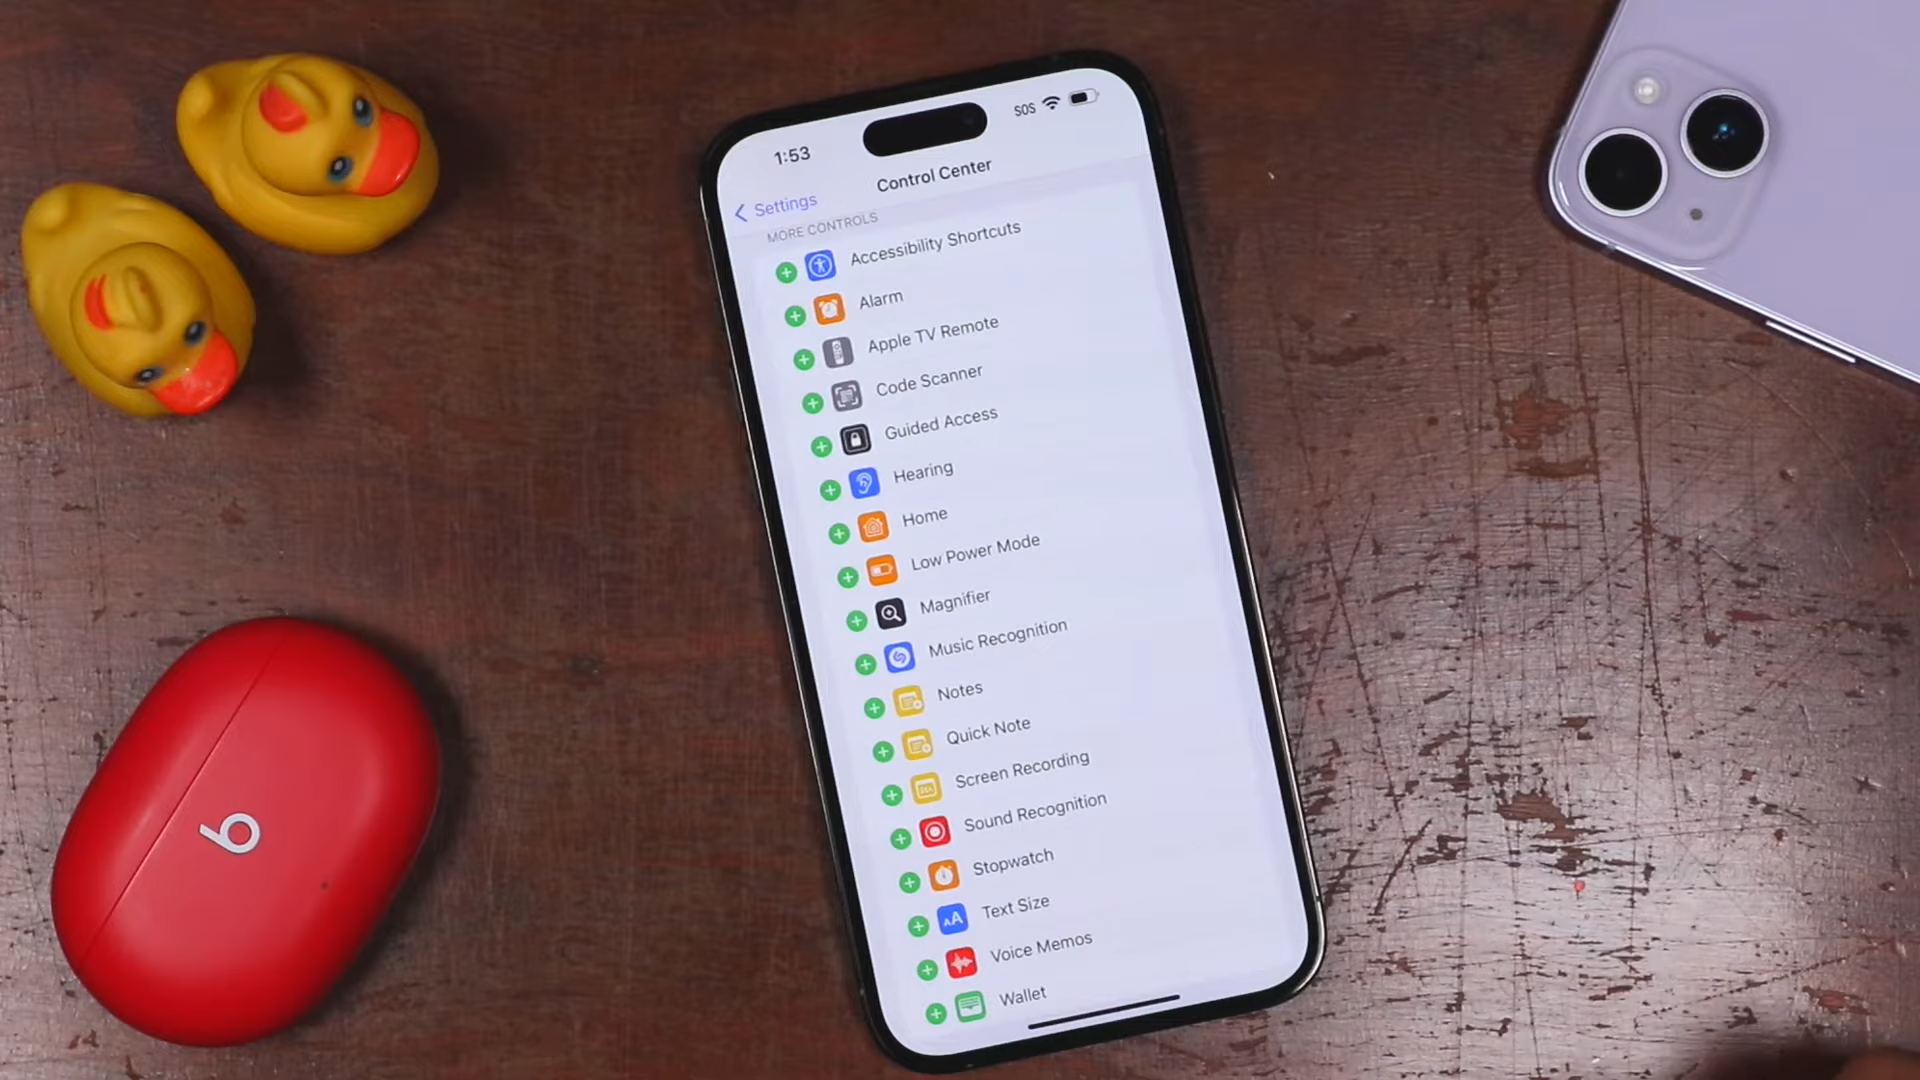 1:53
SOS
Settings
Control Center
MORE CONTROLS
Accessibility Shortcuts
Alarm
Apple TV Remote
Code Scanner
Guided Access
Hearing
Home
Low Power Mode
Magnifier
Music Recognition
Notes
Quick Note
Screen Recording
Sound Recognition
Stopwatch
AA Text Size
Voice Memos
Wallet
b